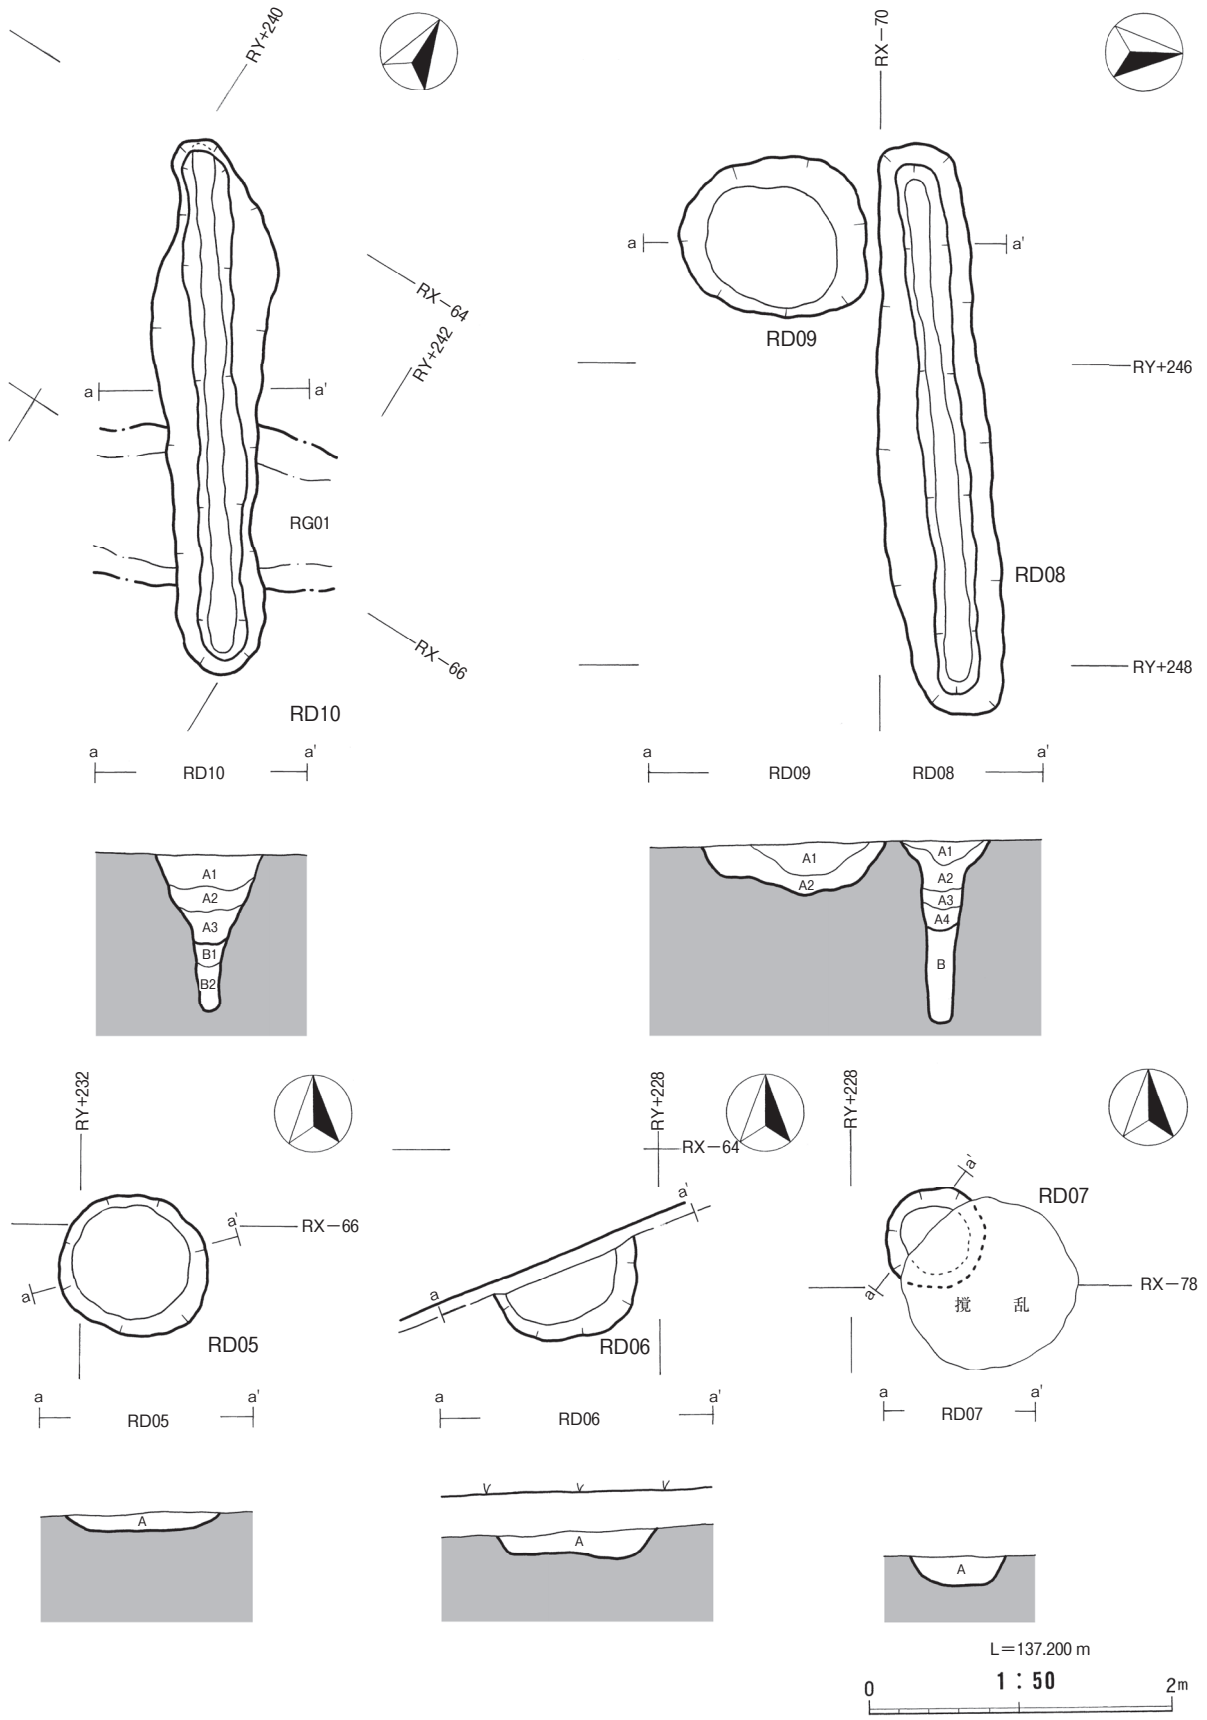 RY+240
RX−70
RX−64
RY+242
a
a'
RG01
RX−66
RD10
a
a'
RD09
RY+246
RD08
RY+248
a
a'
RD10
a
a'
RD09
RD08
A1
A2
A3
B1
B2
A1
A2
A1
A2
A3
A4
B
RY+232
RX−66
a
a'
RD05
RY+228
RX−64
a
a'
RD06
RY+228
a
a'
RD07
RX−78
撹 乱
a
a'
RD05
a
a'
RD06
a
a'
RD07
A
A
A
L=137.200 m
1：50
0
2m